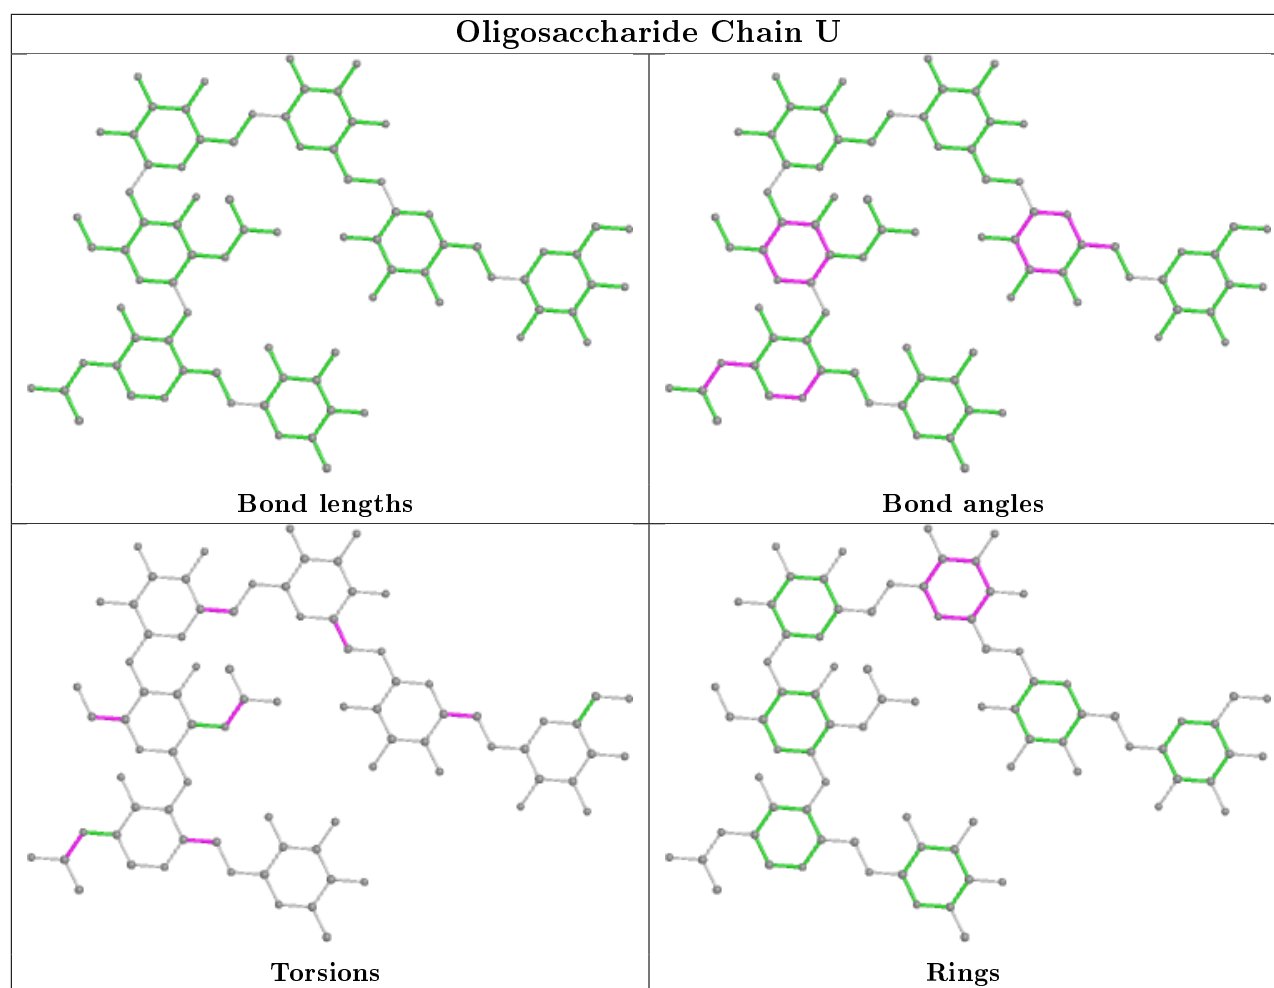 Oligosaccharide Chain U
Bond lengths
Bond angles
Torsions
Rings